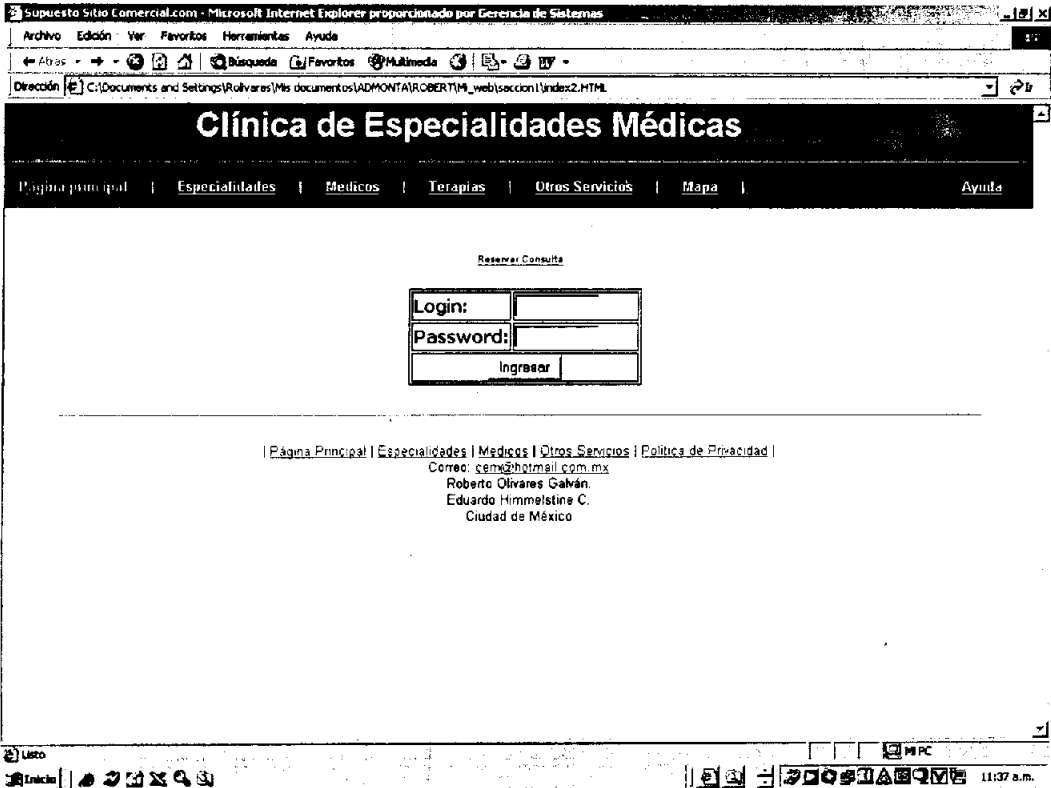 Supuesto Sitio Comercial.com - Microsoft Internet Explorer proporcionado por Gerencia de Sistemas
Archivo Edición Ver Favoritos Herramientas Ayuda
Atras Búsqueda Favoritos Multimedia
Dirección C:\Documents and Settings\Rolivares\Mis documentos\ADMONTA\ROBERT\Mi_web\seccion1\index2.HTML Ir
Clínica de Especialidades Médicas
Página principal | Especialidades | Medicos | Terapias | Otros Servicios | Mapa | Ayuda
Reservar Consulta
Login:
Password:
Ingresar
| Página Principal | Especialidades | Medicos | Otros Servicios | Politica de Privacidad |
Correo: cem@hotmail.com.mx
Roberto Olivares Galván.
Eduardo Himmelstine C.
Ciudad de México
Listo Mi PC
Inicio 11:37 a.m.